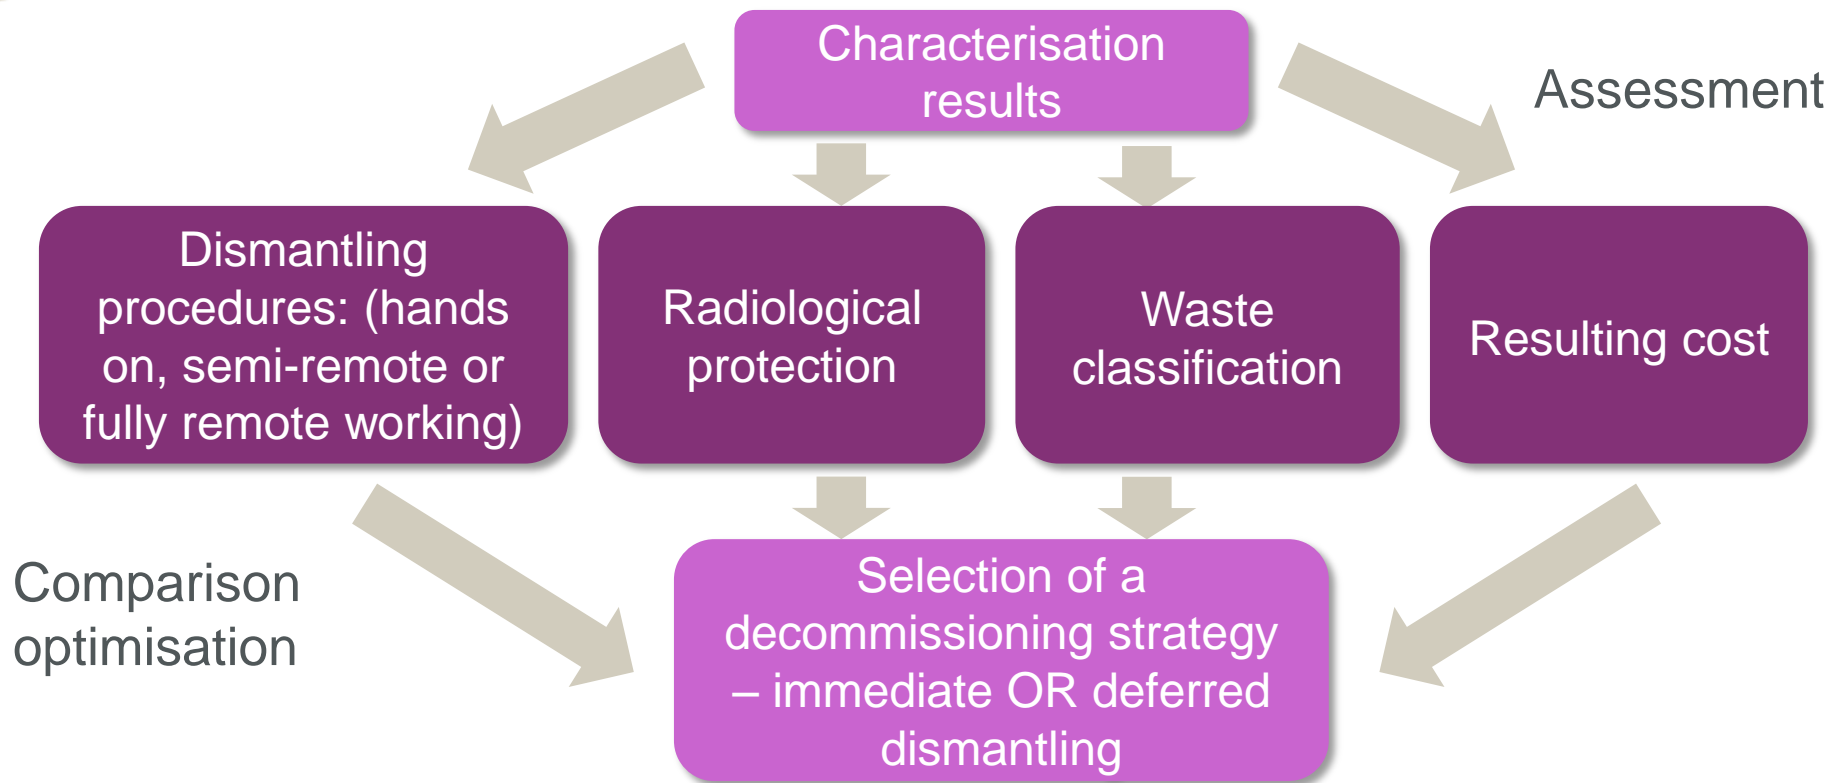 Characterisation
results
Assessment
Dismantling
procedures: (hands
on, semi-remote or
fully remote working)
Radiological
protection
Waste
classification
Resulting cost
Comparison
optimisation
Selection of a
decommissioning strategy
– immediate OR deferred
dismantling